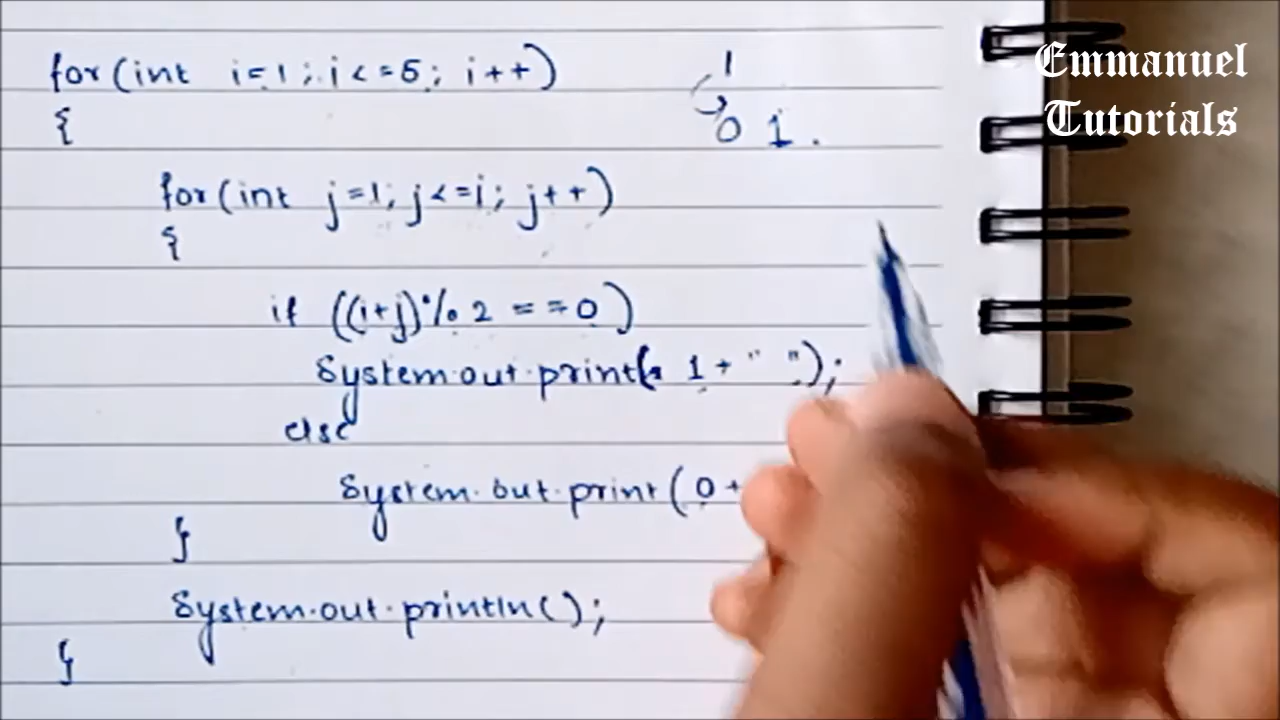 for(int i=1; i<=5; i++)
{
for(int j=1; j<=i; j++)
{
if ((i+j)%2 ==0)
System.out.print( 1+" ");
else
System.out.print(0+
}
System.out.println();
}
1
0 1.
Emmanuel
Tutorials